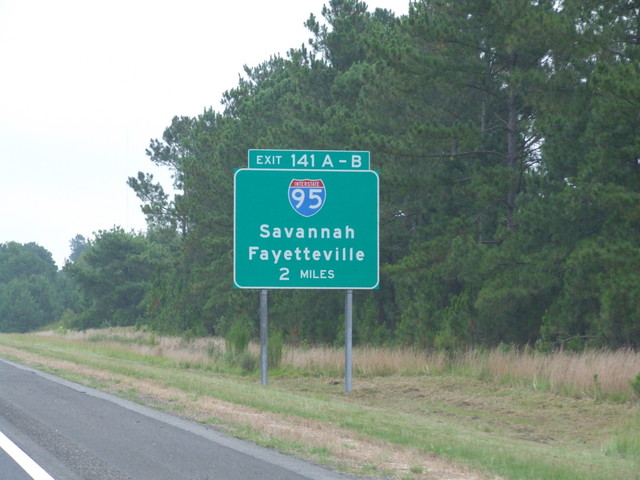 EXIT 141 A-B
INTERSTATE
95
Savannah
Fayetteville
2 MILES